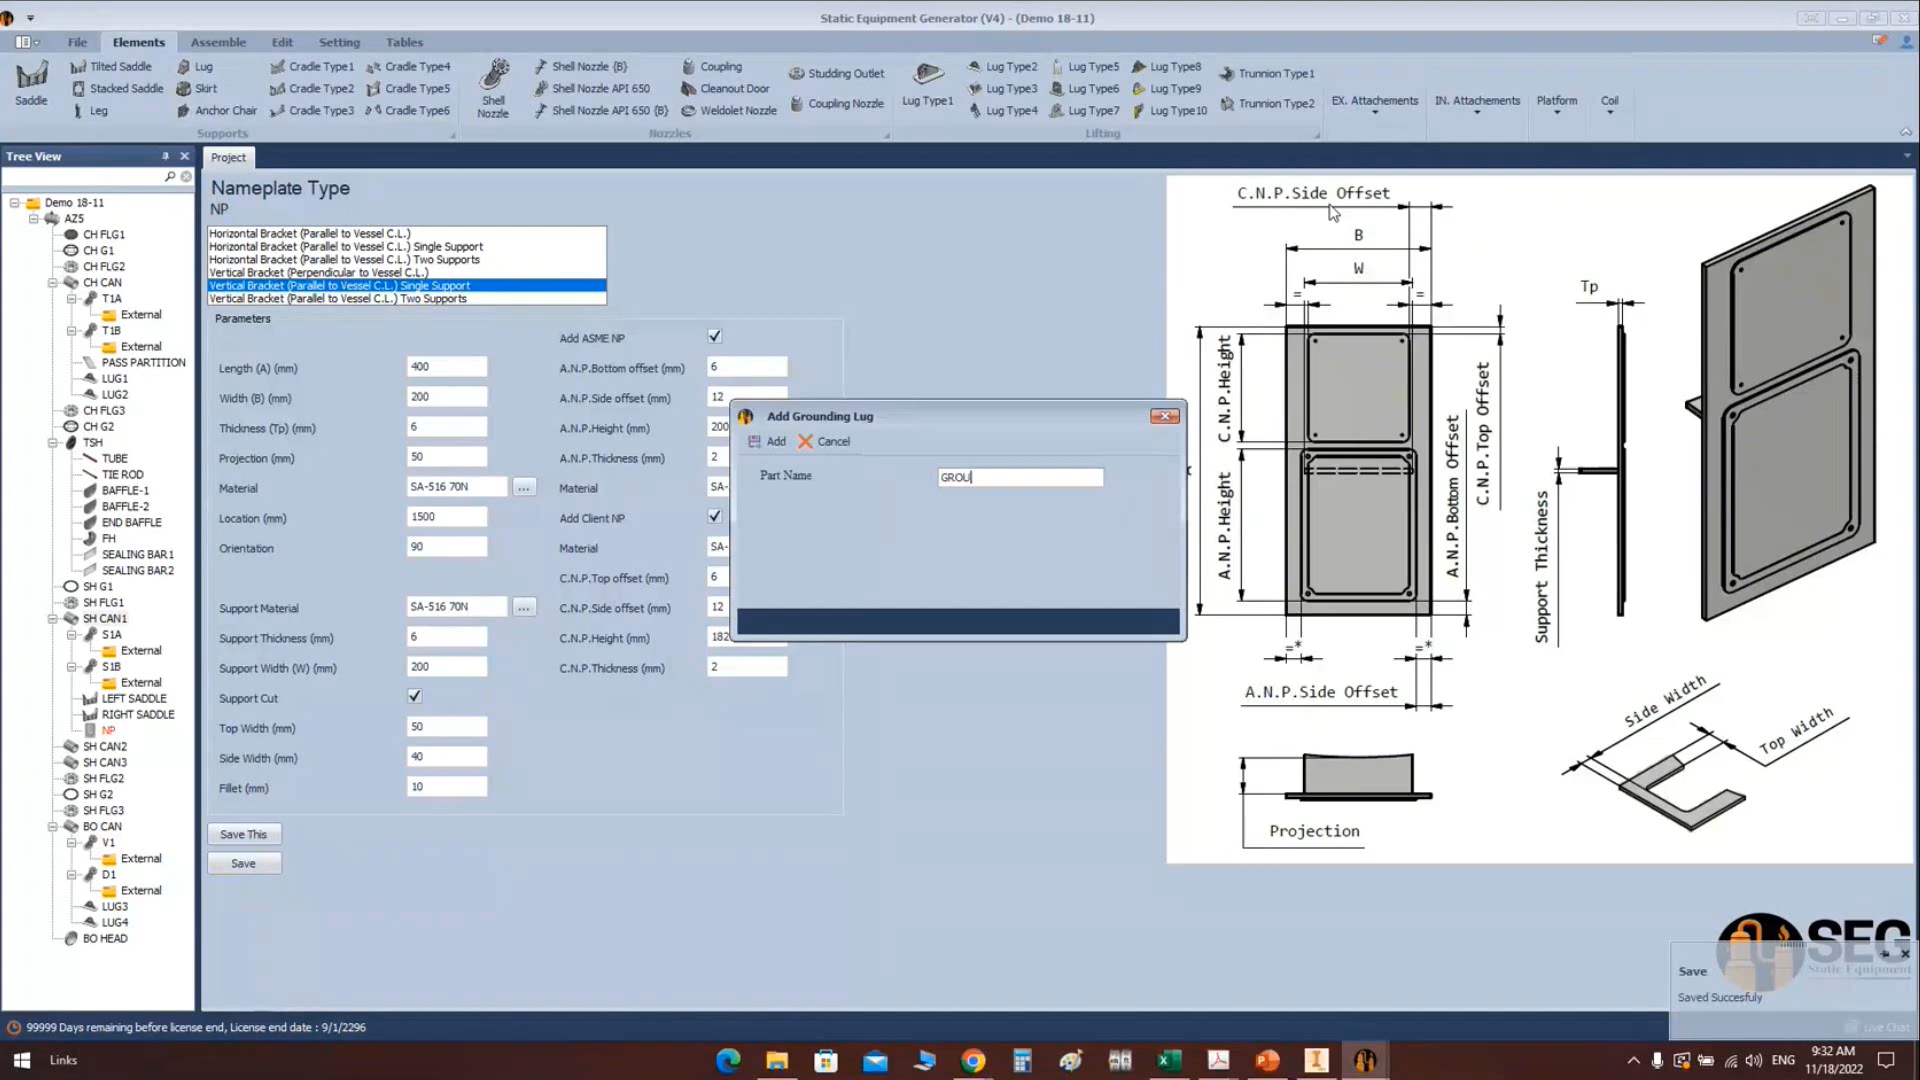 Static Equipment Generator (V4) - (Demo 18-11)
File Elements Assemble Edit Setting Tables
Saddle
Tilted Saddle
Stacked Saddle
Leg
Lug
Skirt
Anchor Chair
Cradle Type1
Cradle Type2
Cradle Type3
Cradle Type4
Cradle Type5
Cradle Type6
Supports
Shell Nozzle
Shell Nozzle (B)
Shell Nozzle API 650
Shell Nozzle API 650 (B)
Coupling
Cleanout Door
Weldolet Nozzle
Studding Outlet
Coupling Nozzle
Nozzles
Lug Type1
Lug Type2
Lug Type3
Lug Type4
Lug Type5
Lug Type6
Lug Type7
Lug Type8
Lug Type9
Lug Type10
Trunnion Type1
Trunnion Type2
Lifting
EX. Attachements
IN. Attachements
Platform
Coil
Tree View
Demo 18-11
AZ5
CH FLG1
CH G1
CH FLG2
CH CAN
T1A
External
T1B
External
PASS PARTITION
LUG1
LUG2
CH FLG3
CH G2
TSH
TUBE
TIE ROD
BAFFLE-1
BAFFLE-2
END BAFFLE
FH
SEALING BAR1
SEALING BAR2
SH G1
SH FLG1
SH CAN1
S1A
External
S1B
External
LEFT SADDLE
RIGHT SADDLE
NP
SH CAN2
SH CAN3
SH FLG2
SH G2
SH FLG3
BO CAN
V1
External
D1
External
LUG3
LUG4
BO HEAD
Project
Nameplate Type
NP
Horizontal Bracket (Parallel to Vessel C.L.)
Horizontal Bracket (Parallel to Vessel C.L.) Single Support
Horizontal Bracket (Parallel to Vessel C.L.) Two Supports
Vertical Bracket (Perpendicular to Vessel C.L.)
Vertical Bracket (Parallel to Vessel C.L.) Single Support
Vertical Bracket (Parallel to Vessel C.L.) Two Supports
Parameters
Length (A) (mm) 400
Width (B) (mm) 200
Thickness (Tp) (mm) 6
Projection (mm) 50
Material SA-516 70N ...
Location (mm) 1500
Orientation 90
Support Material SA-516 70N ...
Support Thickness (mm) 6
Support Width (W) (mm) 200
Support Cut
Top Width (mm) 50
Side Width (mm) 40
Fillet (mm) 10
Add ASME NP
A.N.P.Bottom offset (mm) 6
A.N.P.Side offset (mm) 12
A.N.P.Height (mm) 200
A.N.P.Thickness (mm) 2
Material SA-
Add Client NP
Material SA-
C.N.P.Top offset (mm) 6
C.N.P.Side offset (mm) 12
C.N.P.Height (mm) 182
C.N.P.Thickness (mm) 2
Save This
Save
Add Grounding Lug
Add Cancel
Part Name GROU
C.N.P.Side Offset
B
W
= =
C.N.P.Height
A.N.P.Height
C.N.P.Top Offset
A.N.P.Bottom Offset
=* =*
A.N.P.Side Offset
Projection
Tp
Support Thickness
Side Width
Top Width
SEG
Static Equipment
Save
Saved Succesfuly
Live Chat
99999 Days remaining before license end, License end date : 9/1/2296
Links
ENG
9:32 AM
11/18/2022